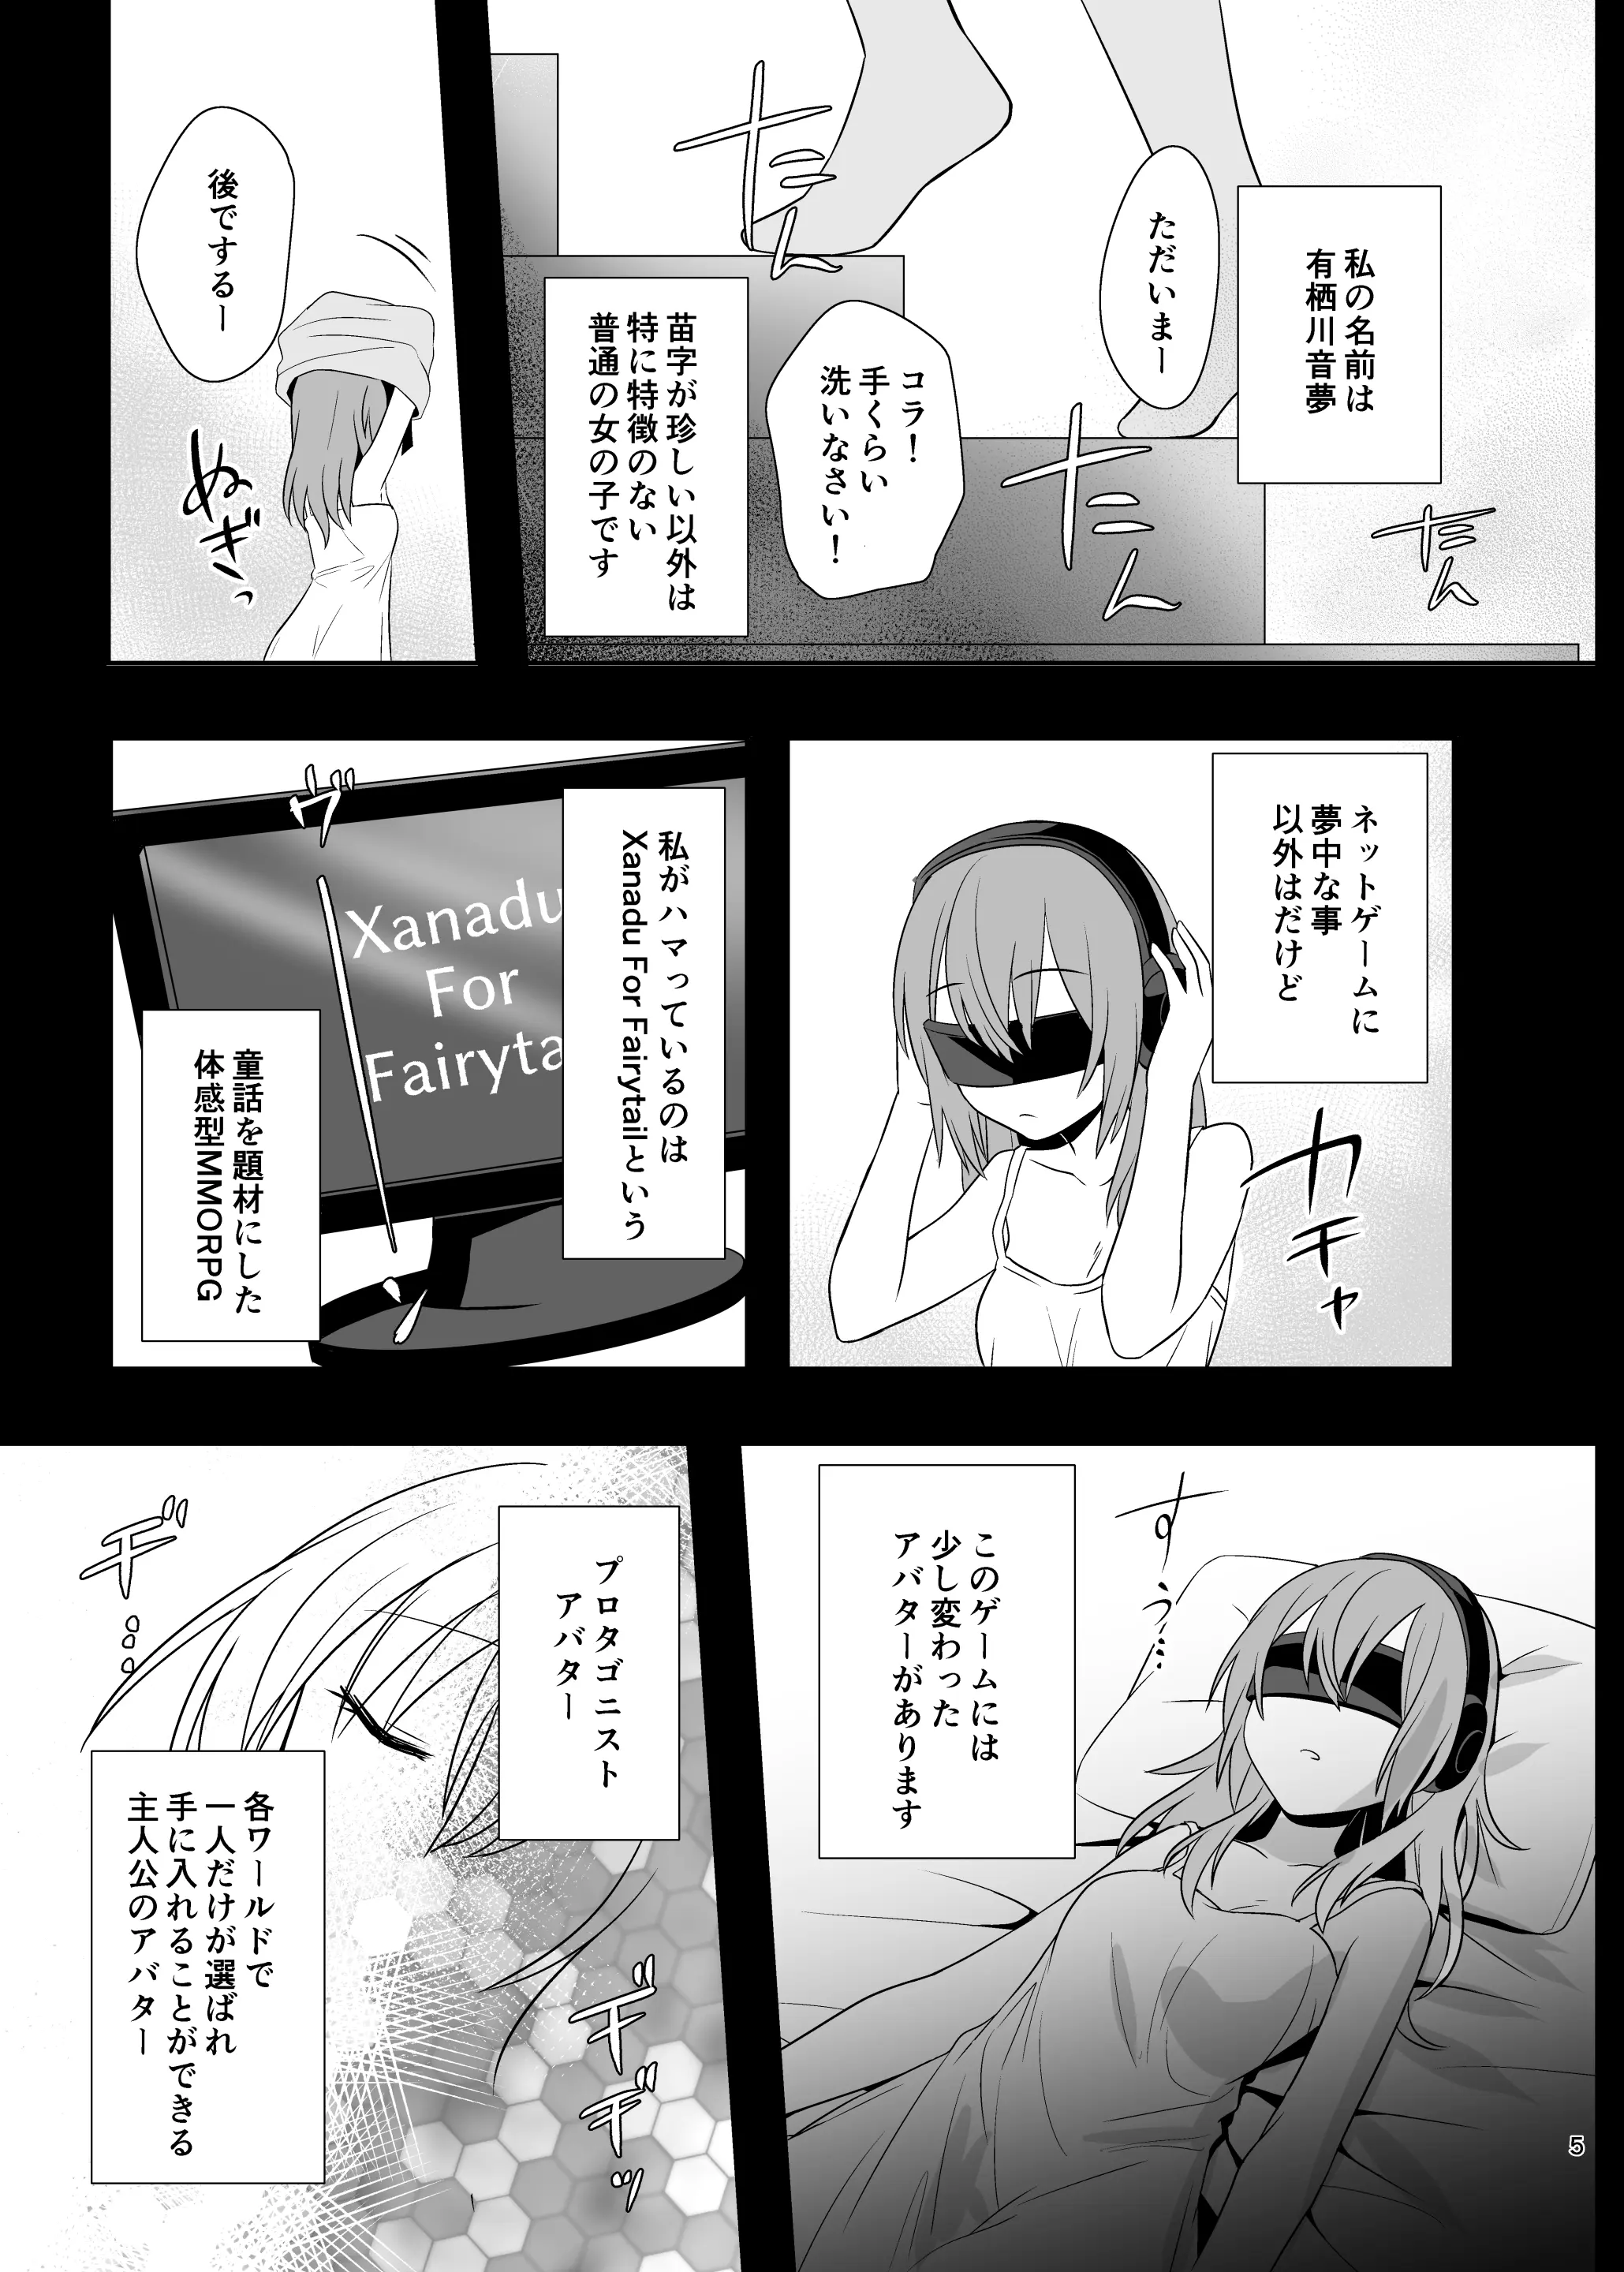 私の名前は
有栖川音夢
ただいまー
たん
たん
たん
コラ！
手くらい
洗いなさい！
苗字が珍しい以外は
特に特徴のない
普通の女の子です
後でするー
ぬぎっ
ネットゲームに
夢中な事
以外はだけど
カチャ
私がハマっているのは
Xanadu For Fairytailという
ヴ
Xanadu
For
Fairyta
童話を題材にした
体感型MMORPG
このゲームには
少し変わった
アバターがあります
すぅ…
プロタゴニスト
アバター
ギ…
各ワールドで
一人だけが選ばれ
手に入れることができる
主人公のアバター
ギギッ
5